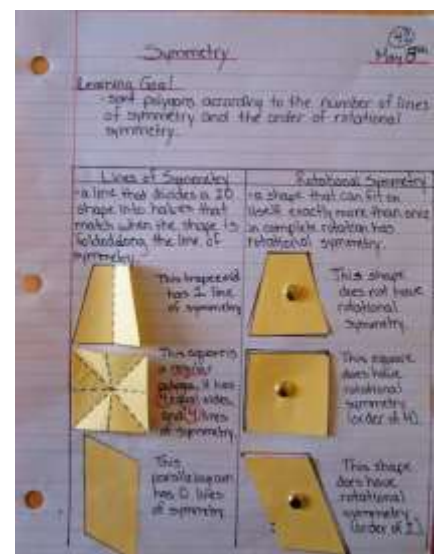 Symmetry
May 8th
Learning Goal
- sort polygons according to the number of lines
of symmetry and the order of rotational
symmetry.
Lines of Symmetry
- a line that divides a 2D
shape into halves that
match when the shape is
folded along the line of
symmetry.
This trapezoid
has 1 line
of symmetry.
This square is
a regular
polygon. it has
4 equal sides,
and 4 lines
of symmetry.
This
parallelogram
has 0 lines
of symmetry.
Rotational Symmetry
- a shape that can fit on
itself exactly more than once
in complete rotation has
rotational symmetry.
This shape
does not have
rotational
symmetry.
This square
does have
rotational
symmetry
(order of 4).
This shape
does have
rotational
symmetry
(order of 2).